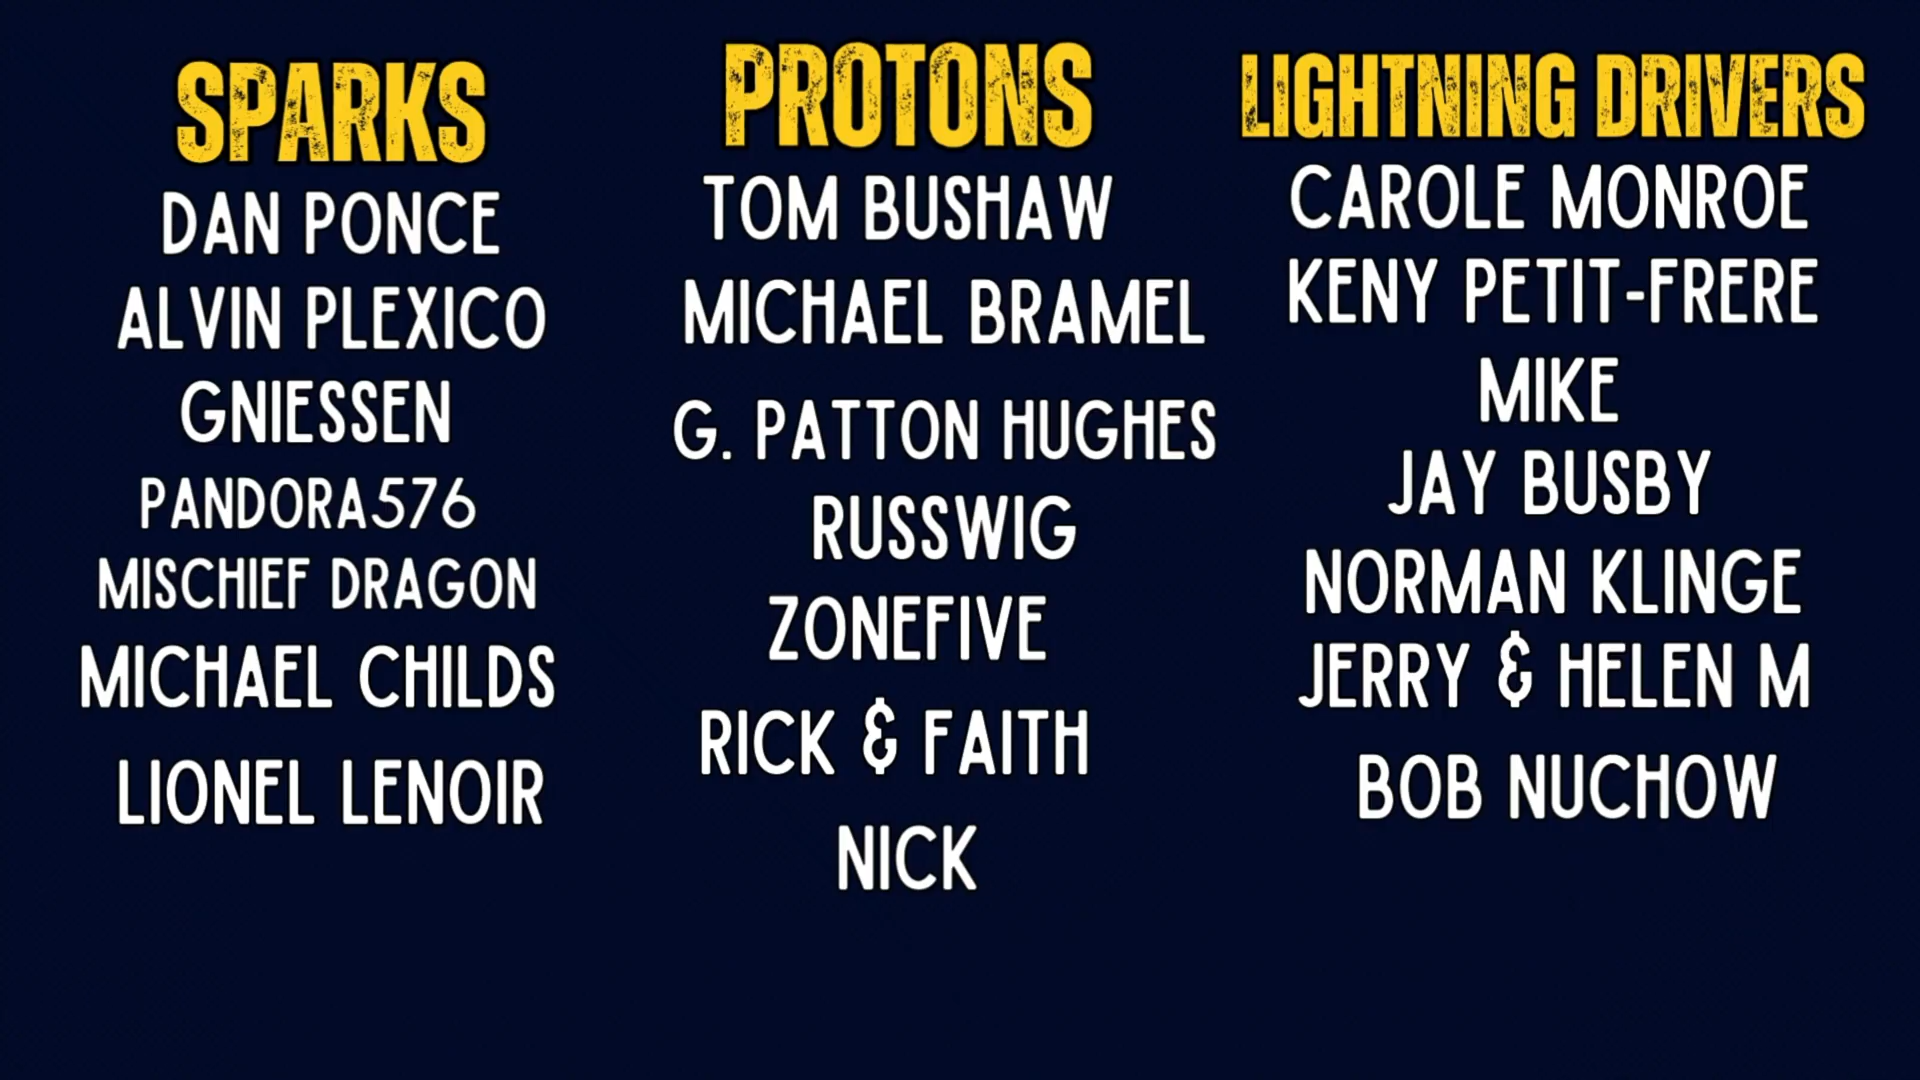 SPARKS
DAN PONCE
ALVIN PLEXICO
GNIESSEN
PANDORA576
MISCHIEF DRAGON
MICHAEL CHILDS
LIONEL LENOIR
PROTONS
TOM BUSHAW
MICHAEL BRAMEL
G. PATTON HUGHES
RUSSWIG
ZONEFIVE
RICK & FAITH
NICK
LIGHTNING DRIVERS
CAROLE MONROE
KENY PETIT-FRERE
MIKE
JAY BUSBY
NORMAN KLINGE
JERRY & HELEN M
BOB NUCHOW